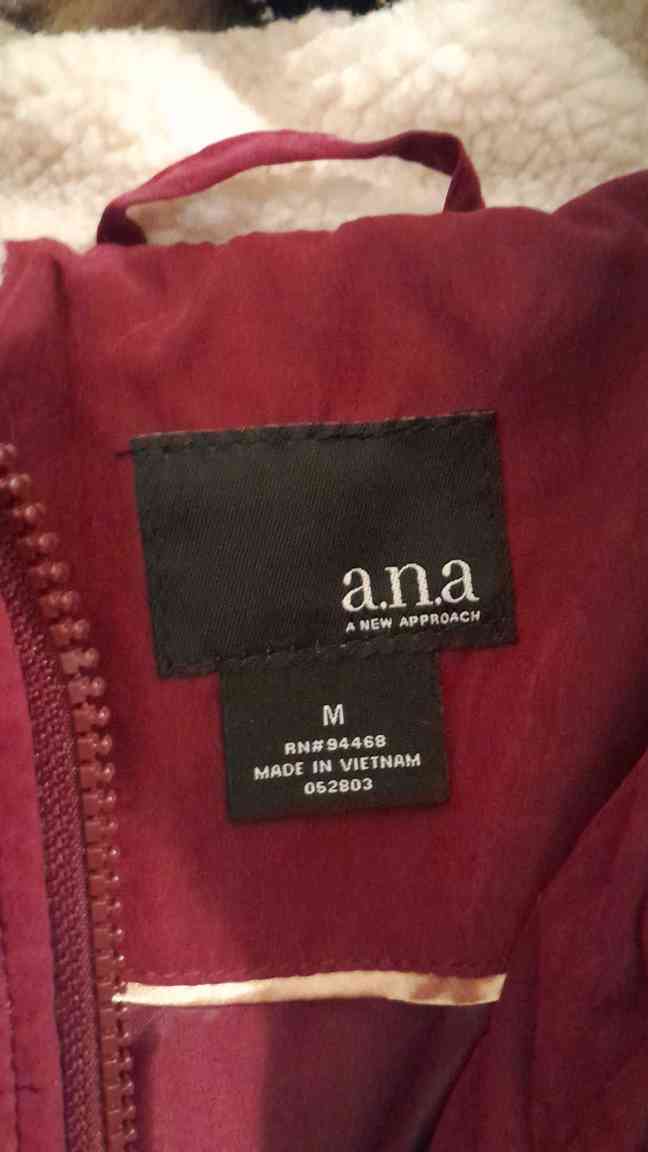 a.n.a
A NEW APPROACH
M
RN#94468
MADE IN VIETNAM
052803